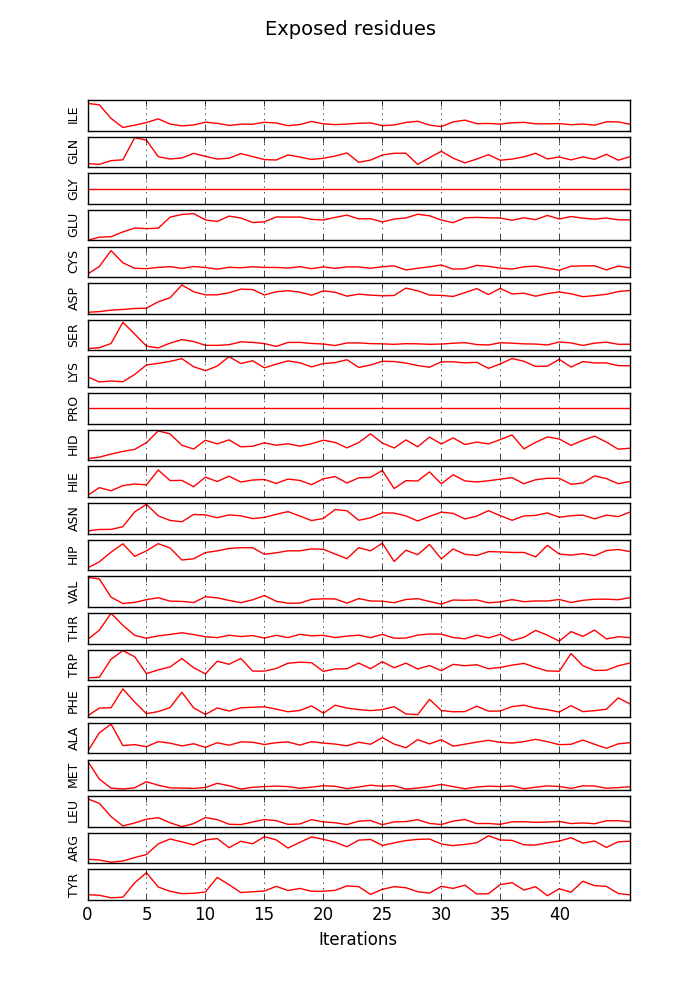 Exposed residues
ILE
GLN
GLY
GLU
CYS
ASP
SER
LYS
PRO
HID
HIE
ASN
HIP
VAL
THR
TRP
PHE
ALA
MET
LEU
ARG
TYR
0 5 10 15 20 25 30 35 40
Iterations